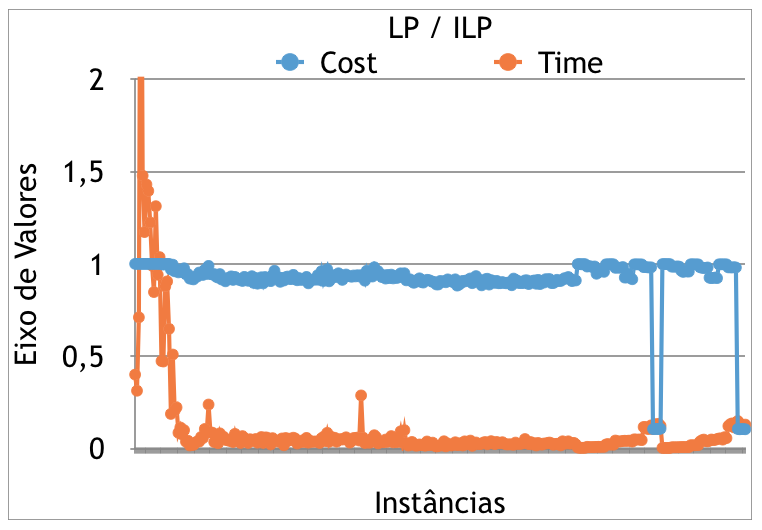 LP / ILP
Cost Time
2
1,5
1
0,5
0
Eixo de Valores
Instâncias